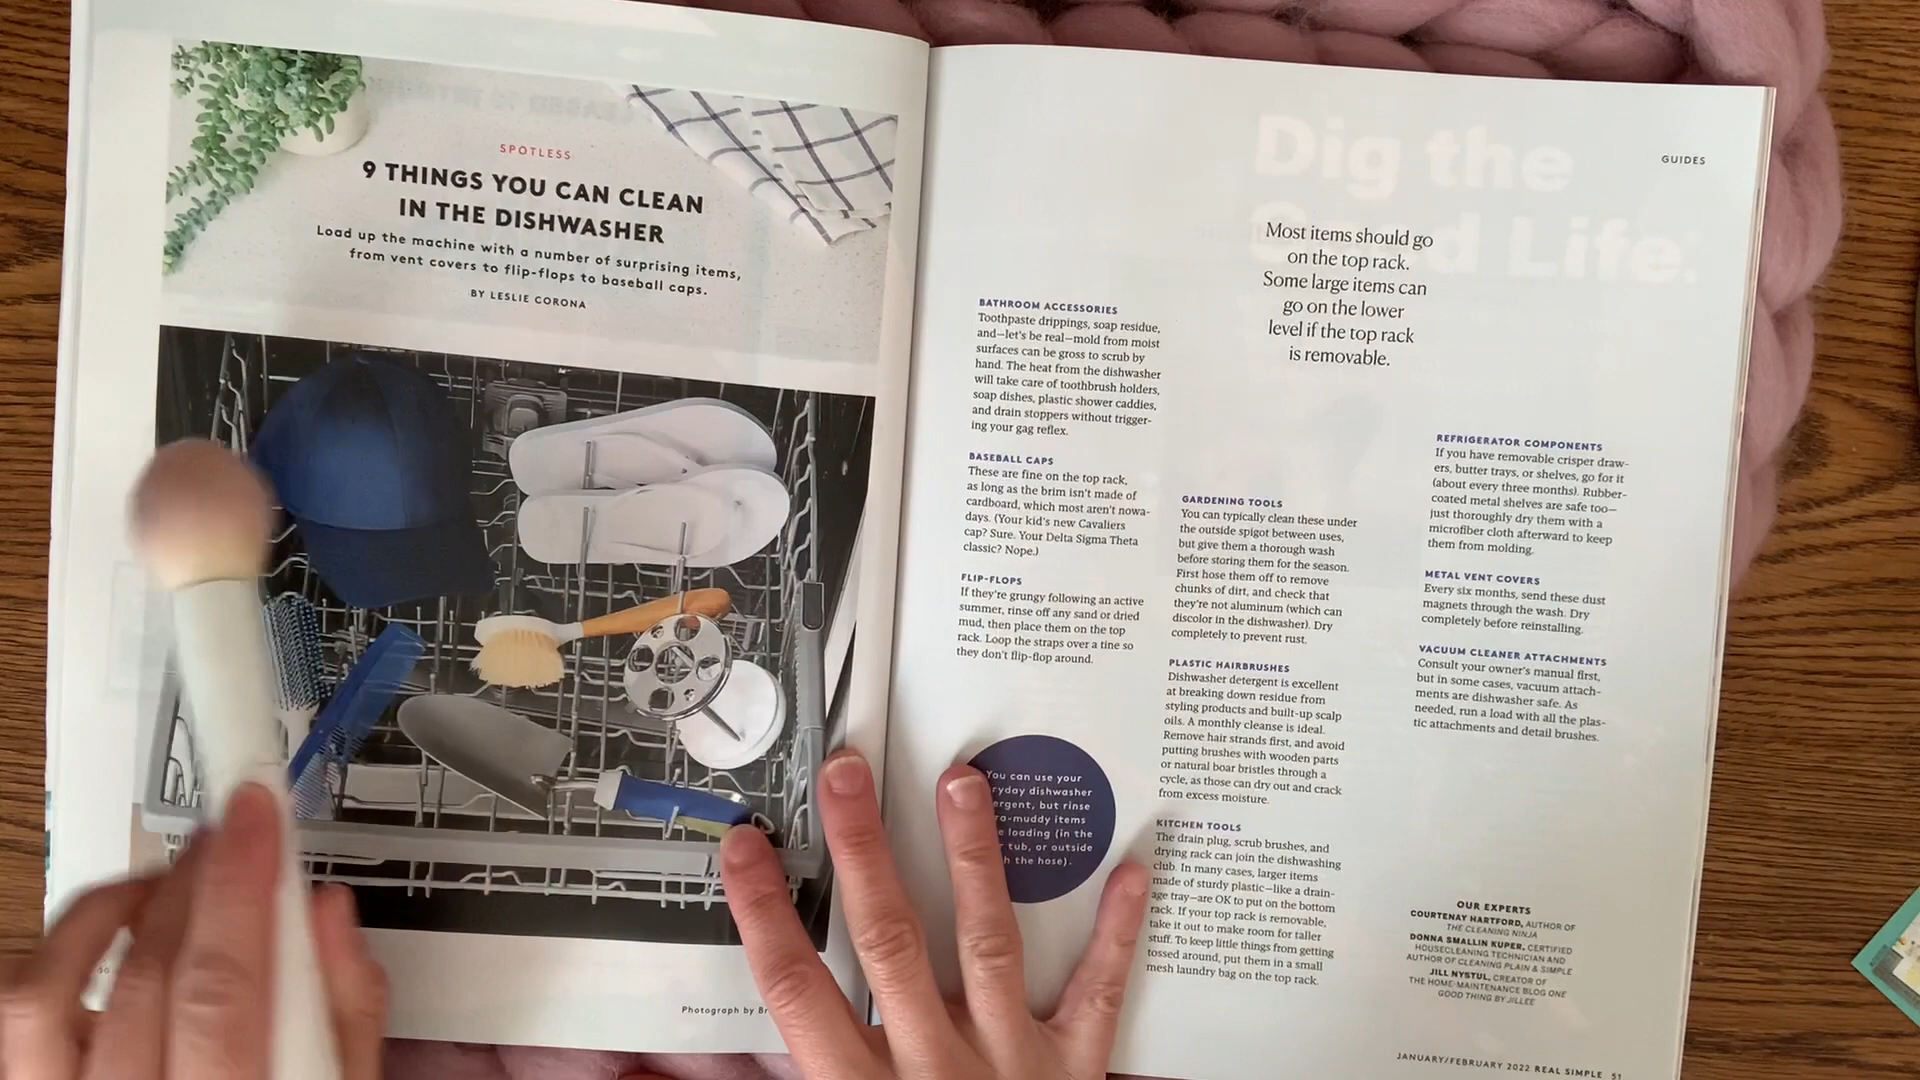 SPOTLESS
9 THINGS YOU CAN CLEAN
IN THE DISHWASHER
Load up the machine with a number of surprising items,
from vent covers to flip-flops to baseball caps.
BY LESLIE CORONA
Photograph by
GUIDES
Dig the
Life.
Most items should go
on the top rack.
Some large items can
go on the lower
level if the top rack
is removable.
BATHROOM ACCESSORIES
Toothpaste drippings, soap residue,
and—let's be real—mold from moist
surfaces can be gross to scrub by
hand. The heat from the dishwasher
will take care of toothbrush holders,
soap dishes, plastic shower caddies,
and drain stoppers without trigger-
ing your gag reflex.
BASEBALL CAPS
These are fine on the top rack,
as long as the brim isn't made of
cardboard, which most aren't nowa-
days. (Your kid's new Cavaliers
cap? Sure. Your Delta Sigma Theta
classic? Nope.)
FLIP-FLOPS
If they're grungy following an active
summer, rinse off any sand or dried
mud, then place them on the top
rack. Loop the straps over a tine so
they don't flip-flop around.
You can use your
dishwasher
but rinse
items
loading (in the
tub, or outside
the hose).
GARDENING TOOLS
You can typically clean these under
the outside spigot between uses,
but give them a thorough wash
before storing them for the season.
First hose them off to remove
chunks of dirt, and check that
they're not aluminum (which can
discolor in the dishwasher). Dry
completely to prevent rust.
PLASTIC HAIRBRUSHES
Dishwasher detergent is excellent
at breaking down residue from
styling products and built-up scalp
oils. A monthly cleanse is ideal.
Remove hair strands first, and avoid
putting brushes with wooden parts
or natural boar bristles through a
cycle, as those can dry out and crack
from excess moisture.
KITCHEN TOOLS
The drain plug, scrub brushes, and
drying rack can join the dishwashing
club. In many cases, larger items
made of sturdy plastic—like a drain-
age tray—are OK to put on the bottom
rack. If your top rack is removable,
take it out to make room for taller
stuff. To keep little things from getting
tossed around, put them in a small
mesh laundry bag on the top rack.
REFRIGERATOR COMPONENTS
If you have removable crisper draw-
ers, butter trays, or shelves, go for it
(about every three months). Rubber-
coated metal shelves are safe too—
just thoroughly dry them with a
microfiber cloth afterward to keep
them from molding.
METAL VENT COVERS
Every six months, send these dust
magnets through the wash. Dry
completely before reinstalling.
VACUUM CLEANER ATTACHMENTS
Consult your owner's manual first,
but in some cases, vacuum attach-
ments are dishwasher safe. As
needed, run a load with all the plas-
tic attachments and detail brushes.
OUR EXPERTS
COURTENAY HARTFORD, AUTHOR OF
THE CLEANING NINJA
DONNA SMALLIN KUPER, CERTIFIED
HOUSECLEANING TECHNICIAN AND
AUTHOR OF CLEANING PLAIN & SIMPLE
JILL NYSTUL, CREATOR OF
THE HOME-MAINTENANCE BLOG ONE
GOOD THING BY JILLEE
JANUARY/FEBRUARY 2022 REAL SIMPLE 51